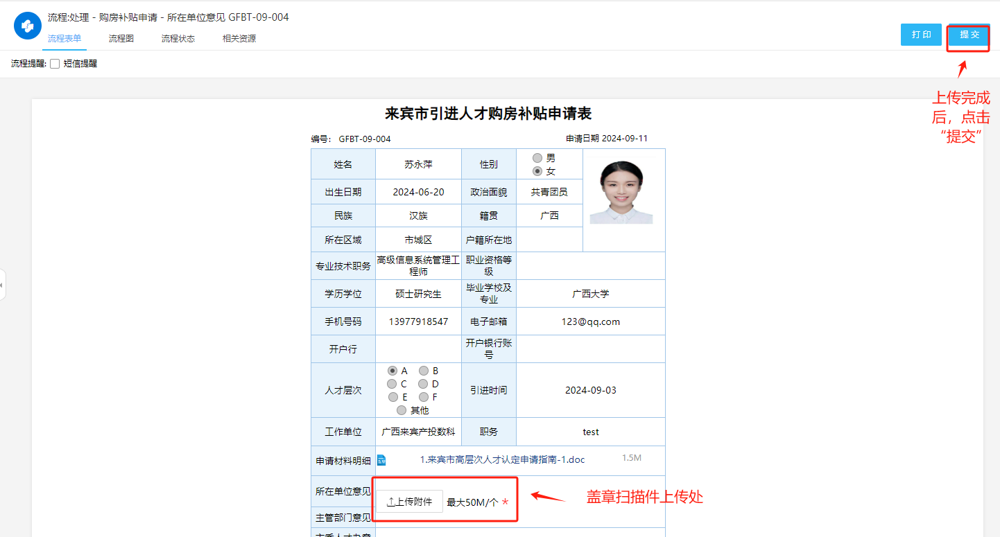 流程:处理 - 购房补贴申请 - 所在单位意见 GFBT-09-004
流程表单 流程图 流程状态 相关资源
打印 提交
流程提醒: 短信提醒
上传完成
后，点击
“提交”
来宾市引进人才购房补贴申请表
编号： GFBT-09-004 申请日期 2024-09-11
姓名 苏永萍 性别 男
女
出生日期 2024-06-20 政治面貌 共青团员
民族 汉族 籍贯 广西
所在区域 市城区 户籍所在地
专业技术职务 高级信息系统管理工
程师 职业资格等
级
学历学位 硕士研究生 毕业学校及
专业 广西大学
手机号码 13977918547 电子邮箱 123@qq.com
开户行 开户银行账
号
人才层次 A B
C D
E F
其他
引进时间 2024-09-03
工作单位 广西来宾产投数科 职务 test
申请材料明细 1.来宾市高层次人才认定申请指南-1.doc 1.5M
所在单位意见 上传附件 最大50M/个 *
盖章扫描件上传处
主管部门意见